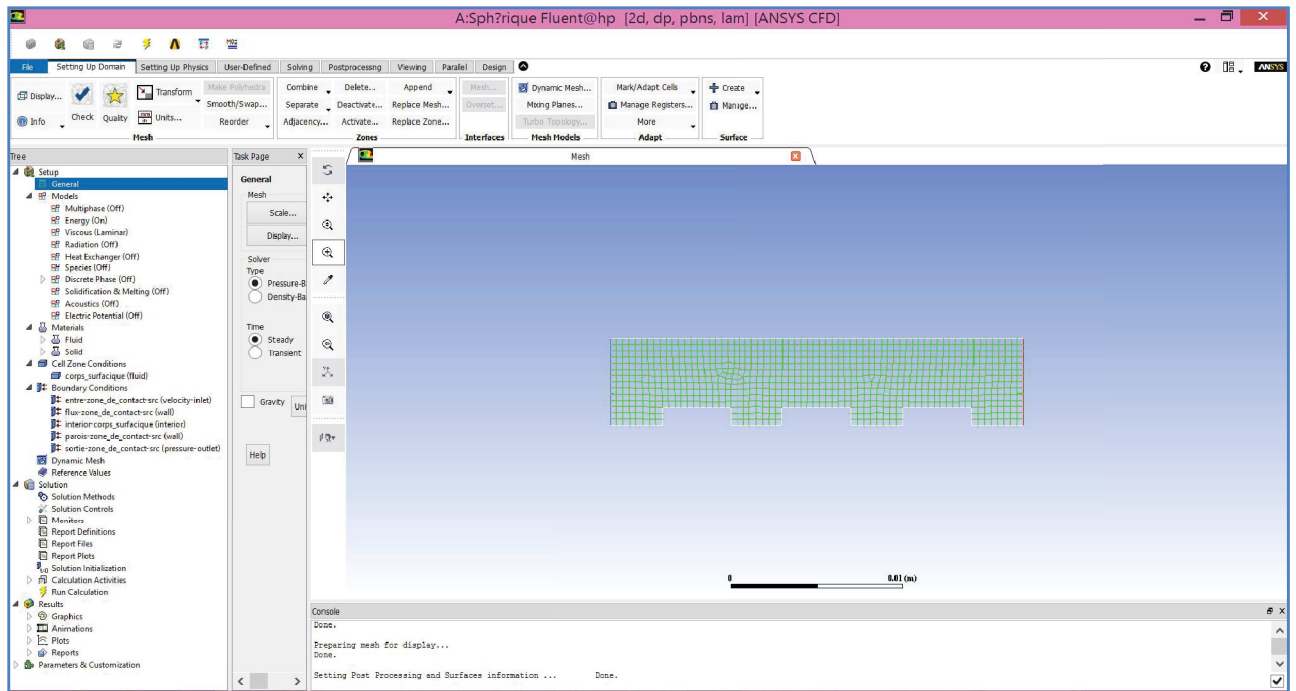 A:Sph?rique Fluent@hp [2d, dp, pbns, lam] [ANSYS CFD]
File Setting Up Domain Setting Up Physics User-Defined Solving Postprocessng Viewing Parallel Design ANSYS
Display... Check Quality Transform Make Polyhedra Combine Delete... Append Mesh... Dynamic Mesh... Mark/Adapt Cells Create
Units... Smooth/Swap... Separate Deactivate... Replace Mesh... Overset... Mixing Planes... Manage Registers... Manage...
Info Reorder Adjacency... Activate... Replace Zone... Turbo Topology... More
Mesh Zones Interfaces Mesh Models Adapt Surface
Tree
Setup
General
Models
Multiphase (Off)
Energy (On)
Viscous (Laminar)
Radiation (Off)
Heat Exchanger (Off)
Species (Off)
Discrete Phase (Off)
Solidification & Melting (Off)
Acoustics (Off)
Electric Potential (Off)
Materials
Fluid
Solid
Cell Zone Conditions
corps_surfacique (fluid)
Boundary Conditions
entre-zone_de_contact-src (velocity-inlet)
flux-zone_de_contact-src (wall)
interior-corps_surfacique (interior)
parois-zone_de_contact-src (wall)
sortie-zone_de_contact-src (pressure-outlet)
Dynamic Mesh
Reference Values
Solution
Solution Methods
Solution Controls
Monitors
Report Definitions
Report Files
Report Plots
Solution Initialization
Calculation Activities
Run Calculation
Results
Graphics
Animations
Plots
Reports
Parameters & Customization
Task Page X
General
Mesh
Scale...
Display...
Solver
Type
Pressure-B
Density-Ba
Time
Steady
Transient
Gravity Uni
Help
Mesh
0 0.01 (m)
Console
Done.
Preparing mesh for display...
Done.
Setting Post Processing and Surfaces information ... Done.